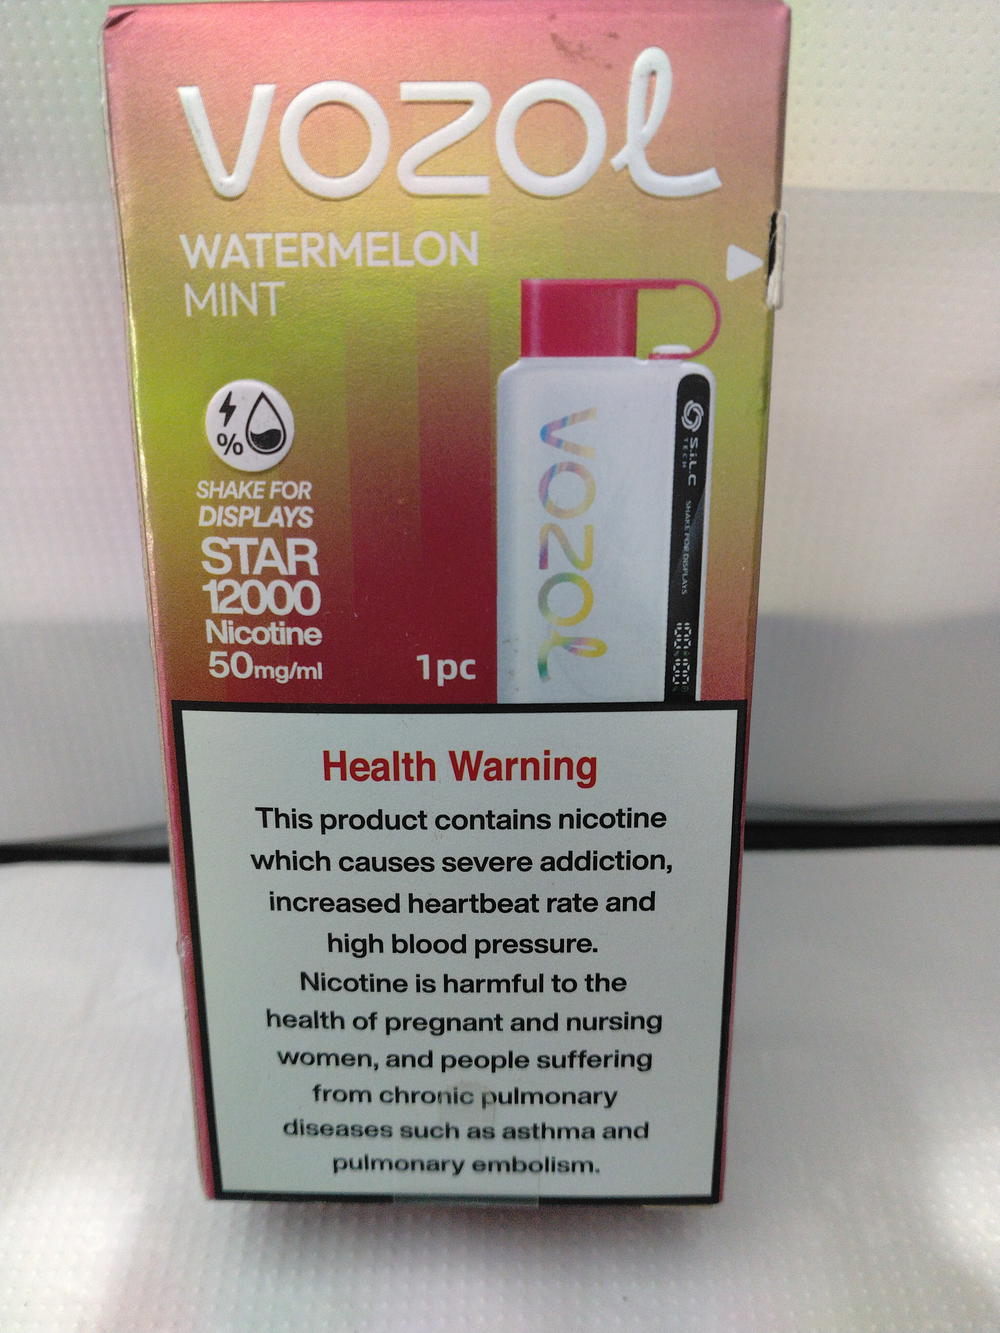 VOZOL
WATERMELON
MINT
%
SHAKE FOR
DISPLAYS
STAR
12000
Nicotine
50mg/ml
1pc
VOZOL
S.i.L.C
TECH
SHAKE FOR DISPLAYS
Health Warning
This product contains nicotine
which causes severe addiction,
increased heartbeat rate and
high blood pressure.
Nicotine is harmful to the
health of pregnant and nursing
women, and people suffering
from chronic pulmonary
diseases such as asthma and
pulmonary embolism.